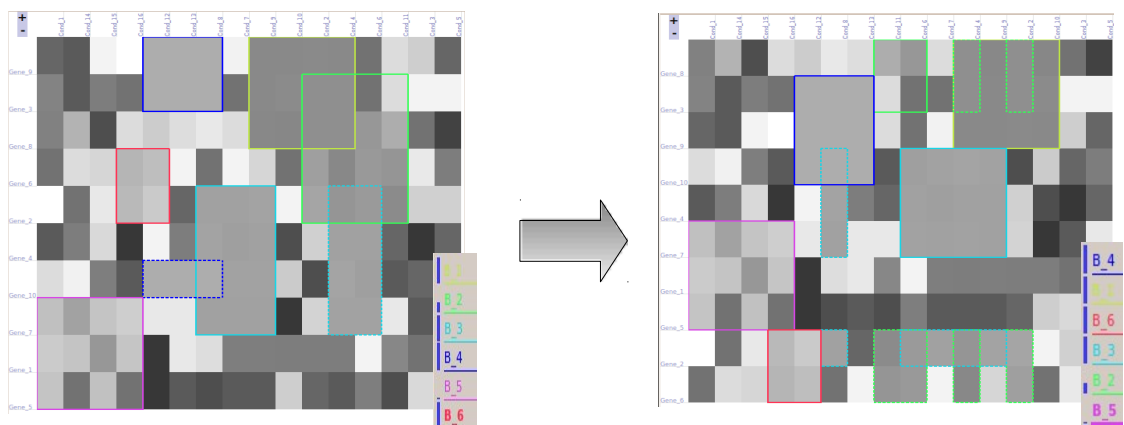 +
-
Cond_1 Cond_14 Cond_15 Cond_16 Cond_12 Cond_13 Cond_8 Cond_7 Cond_9 Cond_10 Cond_2 Cond_4 Cond_6 Cond_11 Cond_3 Cond_5
Gene_9
Gene_3
Gene_8
Gene_6
Gene_2
Gene_4
Gene_10
Gene_7
Gene_1
Gene_5
B_1
B_2
B_3
B_4
B_5
B_6
+
-
Cond_1 Cond_14 Cond_15 Cond_16 Cond_12 Cond_8 Cond_13 Cond_11 Cond_6 Cond_7 Cond_4 Cond_9 Cond_2 Cond_10 Cond_3 Cond_5
Gene_8
Gene_3
Gene_9
Gene_10
Gene_4
Gene_7
Gene_1
Gene_5
Gene_2
Gene_6
B_4
B_1
B_6
B_3
B_2
B_5